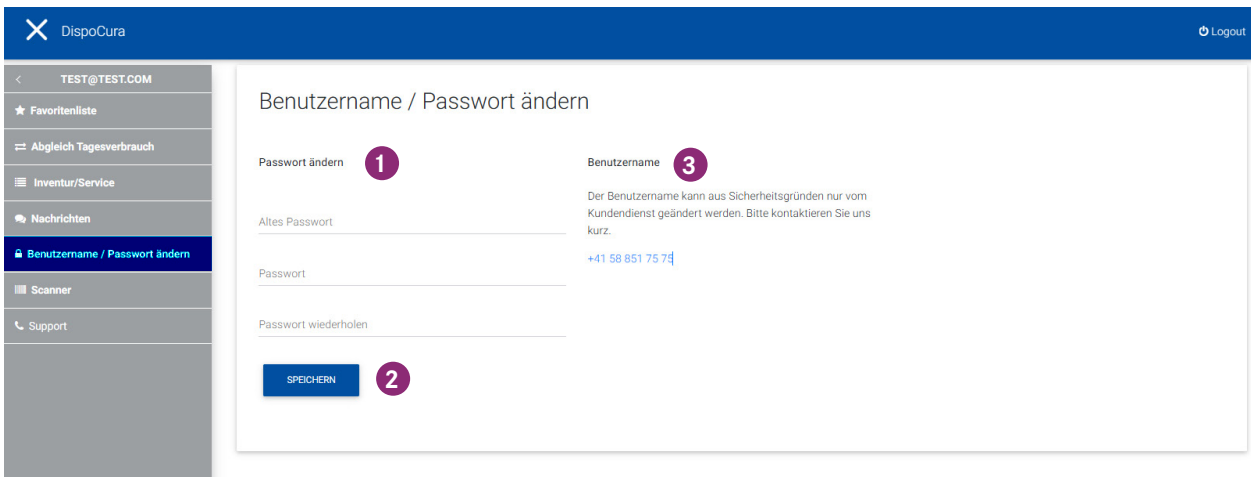 DispoCura
Logout
TEST@TEST.COM
Favoritenliste
Abgleich Tagesverbrauch
Inventur/Service
Nachrichten
Benutzername / Passwort ändern
Scanner
Support
Benutzername / Passwort ändern
Passwort ändern
1
Altes Passwort
Passwort
Passwort wiederholen
SPEICHERN
2
Benutzername
3
Der Benutzername kann aus Sicherheitsgründen nur vom
Kundendienst geändert werden. Bitte kontaktieren Sie uns
kurz.
+41 58 851 75 75